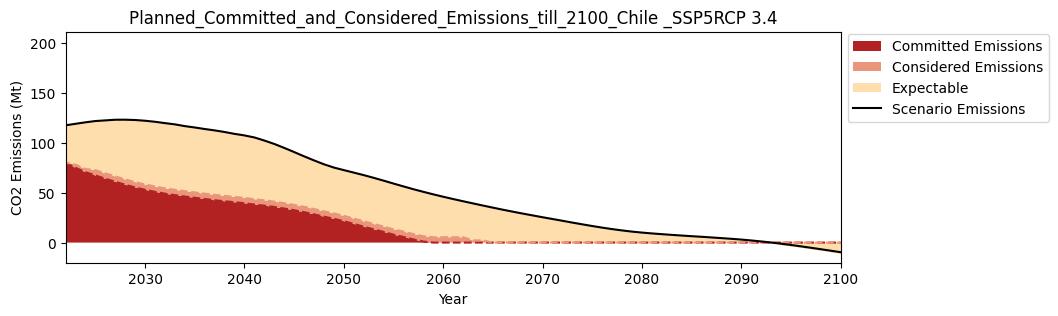 Planned_Committed_and_Considered_Emissions_till_2100_Chile _SSP5RCP 3.4
200
150
100
50
0
CO2 Emissions (Mt)
2030 2040 2050 2060 2070 2080 2090 2100
Year
Committed Emissions
Considered Emissions
Expectable
Scenario Emissions